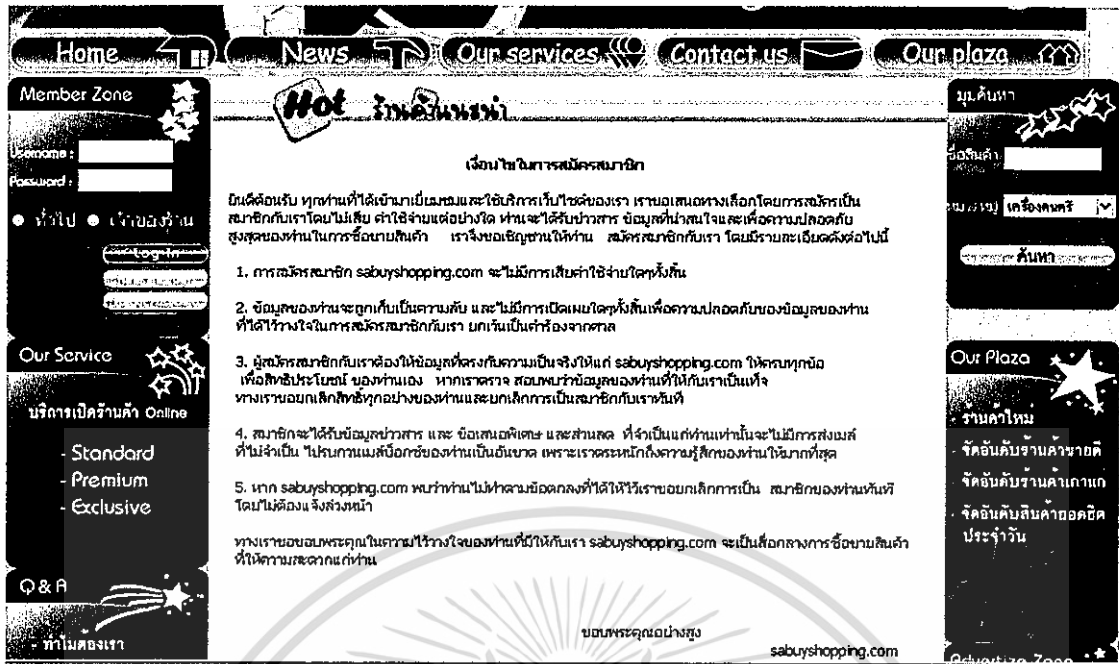 Home
News
Our services
Contact us
Our plaza
Member Zone
Username :
Password :
ทั่วไป
เจ้าของร้าน
Log-In
Our Service
บริการเปิดร้านค้า Online
- Standard
- Premium
- Exclusive
Q & A
- ทำไมต้องเรา
Hot ร้านค้าแนะนำ
เงื่อนไขในการสมัครสมาชิก
ยินดีต้อนรับ ทุกท่านที่ได้เข้ามาเยี่ยมชมและใช้บริการเว็บไซต์ของเรา เราขอเสนอทางเลือกโดยการสมัครเป็น
สมาชิกกับเราโดยไม่เสีย ค่าใช้จ่ายแต่อย่างใด ท่านจะได้รับข่าวสาร ข้อมูลที่น่าสนใจและเพื่อความปลอดภัย
สูงสุดของท่านในการซื้อขายสินค้า เราจึงขอเชิญชวนให้ท่าน สมัครสมาชิกกับเรา โดยมีรายละเอียดดังต่อไปนี้
1. การสมัครสมาชิก sabuyshopping.com จะไม่มีการเสียค่าใช้จ่ายใดๆทั้งสิ้น
2. ข้อมูลของท่านจะถูกเก็บเป็นความลับ และไม่มีการเปิดเผยใดๆทั้งสิ้นเพื่อความปลอดภัยของข้อมูลของท่าน
ที่ได้ไว้วางใจในการสมัครสมาชิกกับเรา ยกเว้นเป็นคำร้องจากศาล
3. ผู้สมัครสมาชิกกับเราต้องให้ข้อมูลที่ตรงกับความเป็นจริงให้แก่ sabuyshopping.com ให้ครบทุกข้อ
เพื่อสิทธิประโยชน์ ของท่านเอง หากเราตรวจ สอบพบว่าข้อมูลของท่านที่ให้กับเราเป็นเท็จ
ทางเราขอยกเลิกสิทธิ์ทุกอย่างของท่านและยกเลิกการเป็นสมาชิกกับเราทันที
4. สมาชิกจะได้รับข้อมูลข่าวสาร และ ข้อเสนอพิเศษ และส่วนลด ที่จำเป็นแก่ท่านเท่านั้นจะไม่มีการส่งเมล์
ที่ไม่จำเป็น ไปรบกวนเมล์บ็อกซ์ของท่านเป็นอันขาด เพราะเราตระหนักถึงความรู้สึกของท่านให้มากที่สุด
5. หาก sabuyshopping.com พบว่าท่านไม่ทำตามข้อตกลงที่ได้ให้ไว้เราขอยกเลิกการเป็น สมาชิกของท่านทันที
โดยไม่ต้องแจ้งล่วงหน้า
ทางเราขอขอบพระคุณในความไว้วางใจของท่านที่มีให้กับเรา sabuyshopping.com จะเป็นสื่อกลางการซื้อขายสินค้า
ที่ให้ความสะดวกแก่ท่าน
ขอบพระคุณอย่างสูง
sabuyshopping.com
มุมค้นหา
ชื่อสินค้า
เครื่องดนตรี
ค้นหา
Our Plaza
- ร้านค้าใหม่
- จัดอันดับร้านค้าขายดี
- จัดอันดับร้านค้าเก่าแก่
- จัดอันดับสินค้ายอดฮิต
ประจำวัน
Advertize Zone